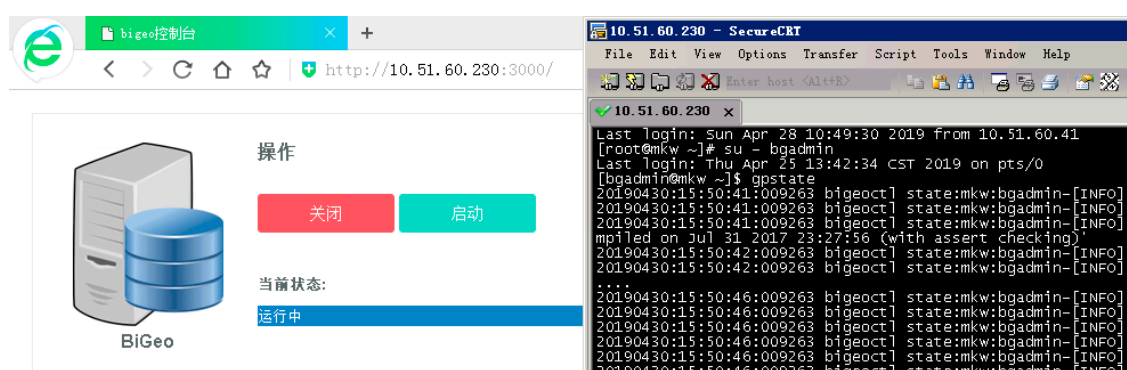 bigeo控制台
http://10.51.60.230:3000/
操作
关闭
启动
当前状态:
运行中
BiGeo
10.51.60.230 - SecureCRT
File Edit View Options Transfer Script Tools Window Help
Enter host <Alt+R>
10.51.60.230
Last login: Sun Apr 28 10:49:30 2019 from 10.51.60.41
[root@mkw ~]# su - bgadmin
Last login: Thu Apr 25 13:42:34 CST 2019 on pts/0
[bgadmin@mkw ~]$ gpstate
20190430:15:50:41:009263 bigeoctl state:mkw:bgadmin-[INFO]
20190430:15:50:41:009263 bigeoctl state:mkw:bgadmin-[INFO]
20190430:15:50:41:009263 bigeoctl state:mkw:bgadmin-[INFO]
mpiled on Jul 31 2017 23:27:56 (with assert checking)'
20190430:15:50:42:009263 bigeoctl state:mkw:bgadmin-[INFO]
20190430:15:50:42:009263 bigeoctl state:mkw:bgadmin-[INFO]
....
20190430:15:50:46:009263 bigeoctl state:mkw:bgadmin-[INFO]
20190430:15:50:46:009263 bigeoctl state:mkw:bgadmin-[INFO]
20190430:15:50:46:009263 bigeoctl state:mkw:bgadmin-[INFO]
20190430:15:50:46:009263 bigeoctl state:mkw:bgadmin-[INFO]
20190430:15:50:46:009263 bigeoctl state:mkw:bgadmin-[INFO]
20190430:15:50:46:009263 bigeoctl state:mkw:bgadmin-[INFO]